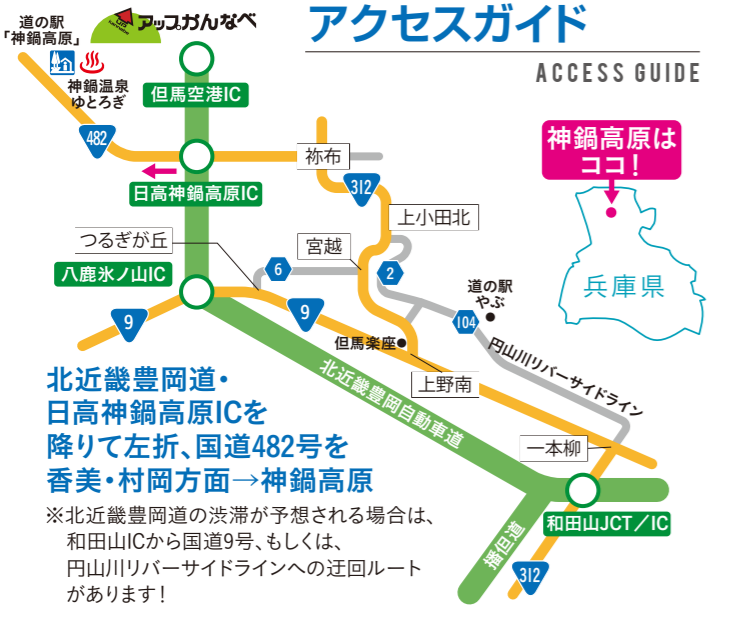 アクセスガイド
ACCESS GUIDE
道の駅
「神鍋高原」
アップかんなべ
神鍋温泉
ゆとろぎ
但馬空港IC
482
日高神鍋高原IC
祢布
312
上小田北
宮越
つるぎが丘
八鹿氷ノ山IC
6
2
9
9
104
道の駅
やぶ
但馬楽座
円山川リバーサイドライン
上野南
北近畿豊岡自動車道
一本柳
和田山JCT/IC
播但道
312
神鍋高原は
ココ!
兵庫県
北近畿豊岡道・
日高神鍋高原ICを
降りて左折、国道482号を
香美・村岡方面→神鍋高原
※北近畿豊岡道の渋滞が予想される場合は、
和田山ICから国道9号、もしくは、
円山川リバーサイドラインへの迂回ルート
があります!